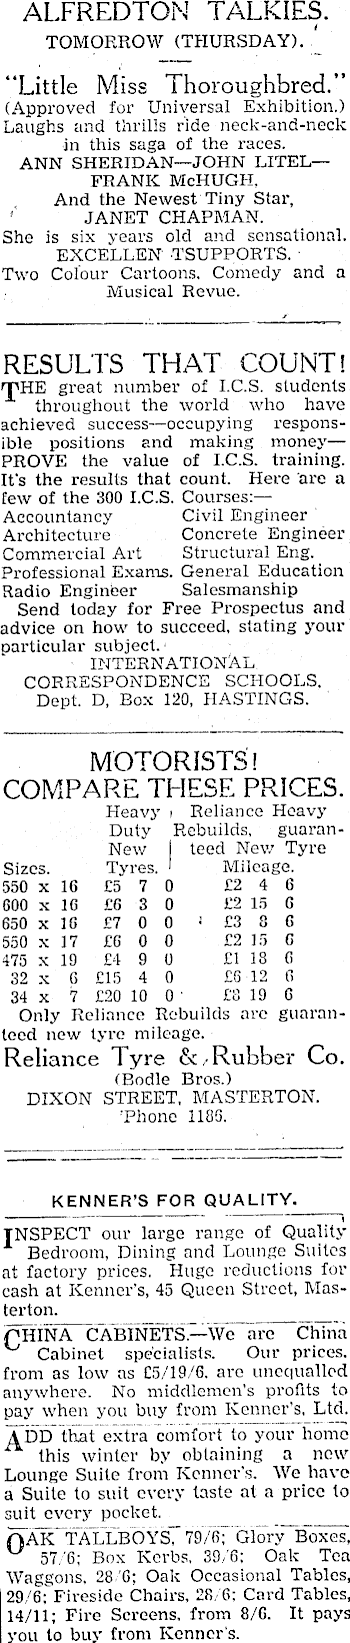 ALFREDTON TALKIES.
TOMORROW (THURSDAY).
"Little Miss Thoroughbred."
(Approved for Universal Exhibition.)
Laughs and thrills ride neck-and-neck
in this saga of the races.
ANN SHERIDAN—JOHN LITEL—
FRANK McHUGH,
And the Newest Tiny Star,
JANET CHAPMAN.
She is six years old and sensational.
EXCELLEN TSUPPORTS.
Two Colour Cartoons, Comedy and a
Musical Revue.
RESULTS THAT COUNT!
THE great number of I.C.S. students
throughout the world who have
achieved success—occupying respons-
ible positions and making money—
PROVE the value of I.C.S. training.
It's the results that count. Here are a
few of the 300 I.C.S. Courses:—
Accountancy Civil Engineer
Architecture Concrete Engineer
Commercial Art Structural Eng.
Professional Exams. General Education
Radio Engineer Salesmanship
Send today for Free Prospectus and
advice on how to succeed, stating your
particular subject.
INTERNATIONAL
CORRESPONDENCE SCHOOLS,
Dept. D, Box 120, HASTINGS.
MOTORISTS!
COMPARE THESE PRICES.
Heavy Reliance Heavy
Duty Rebuilds, guaran-
New teed New Tyre
Sizes. Tyres. Mileage.
550 x 16 £5 7 0 £2 4 6
600 x 16 £6 3 0 £2 15 6
650 x 16 £7 0 0 £3 8 6
550 x 17 £6 0 0 £2 15 6
475 x 19 £4 9 0 £1 18 6
32 x 6 £15 4 0 £6 12 6
34 x 7 £20 10 0 £8 19 6
Only Reliance Rebuilds are guaran-
teed new tyre mileage.
Reliance Tyre & Rubber Co.
(Bodle Bros.)
DIXON STREET, MASTERTON.
'Phone 1186.
KENNER'S FOR QUALITY.
INSPECT our large range of Quality
Bedroom, Dining and Lounge Suites
at factory prices. Huge reductions for
cash at Kenner's, 45 Queen Street, Mas-
terton.
CHINA CABINETS.—We are China
Cabinet specialists. Our prices,
from as low as £5/19/6, are unequalled
anywhere. No middlemen's profits to
pay when you buy from Kenner's, Ltd.
ADD that extra comfort to your home
this winter by obtaining a new
Lounge Suite from Kenner's. We have
a Suite to suit every taste at a price to
suit every pocket.
OAK TALLBOYS, 79/6; Glory Boxes,
57/6; Box Kerbs, 39/6; Oak Tea
Waggons, 28/6; Oak Occasional Tables,
29/6; Fireside Chairs, 28/6; Card Tables,
14/11; Fire Screens, from 8/6. It pays
you to buy from Kenner's.